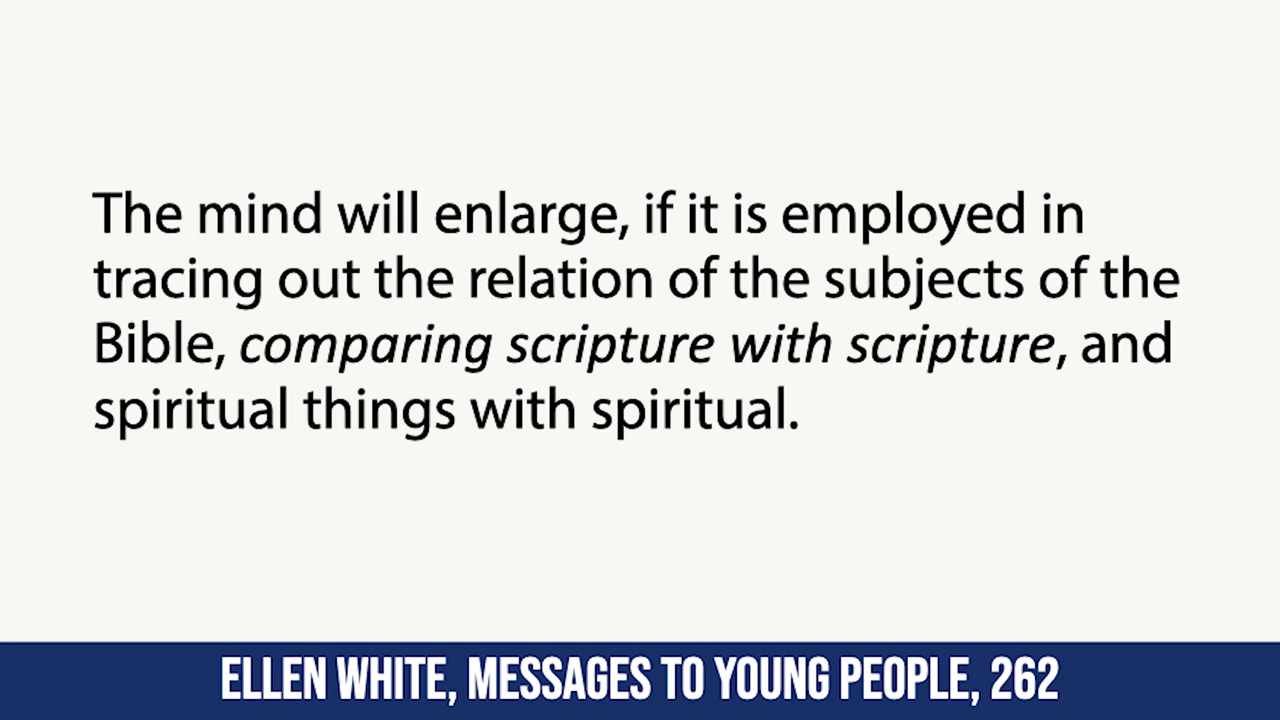 The mind will enlarge, if it is employed in
tracing out the relation of the subjects of the
Bible, comparing scripture with scripture, and
spiritual things with spiritual.
ELLEN WHITE, MESSAGES TO YOUNG PEOPLE, 262